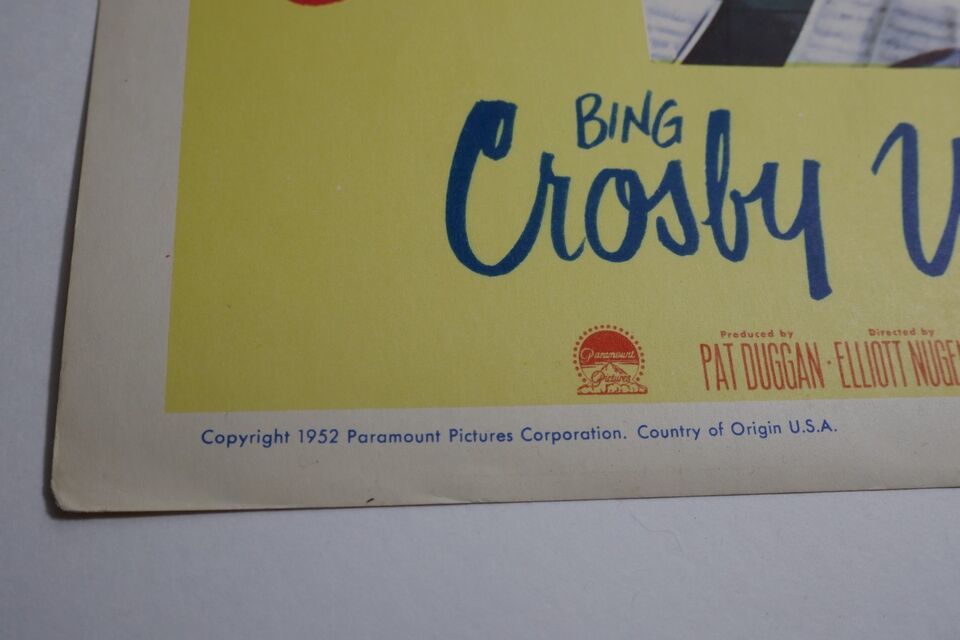 BING
Crosby
Paramount
Pictures
Produced by
PAT DUGGAN ·
Directed by
ELLIOTT
Copyright 1952 Paramount Pictures Corporation. Country of Origin U.S.A.